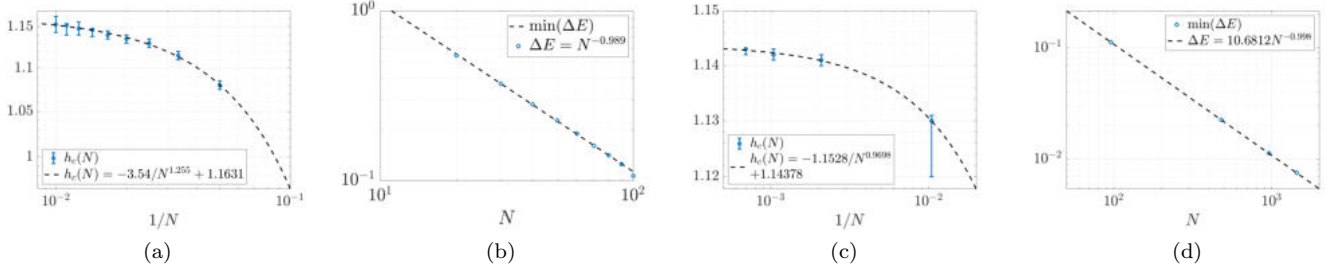 1.15
1.1
1.05
1
h_c(N)
h_c(N) = −3.54/N^{1.255} + 1.1631
10^{-2}
10^{-1}
1/N
(a)
10^0
10^{-1}
min(ΔE)
ΔE = N^{−0.989}
10^1
10^2
N
(b)
1.15
1.14
1.13
1.12
h_c(N)
h_c(N) = −1.1528/N^{0.9698}
+1.14378
10^{-3}
10^{-2}
1/N
(c)
10^{-1}
10^{-2}
min(ΔE)
ΔE = 10.6812N^{−0.998}
10^2
10^3
N
(d)